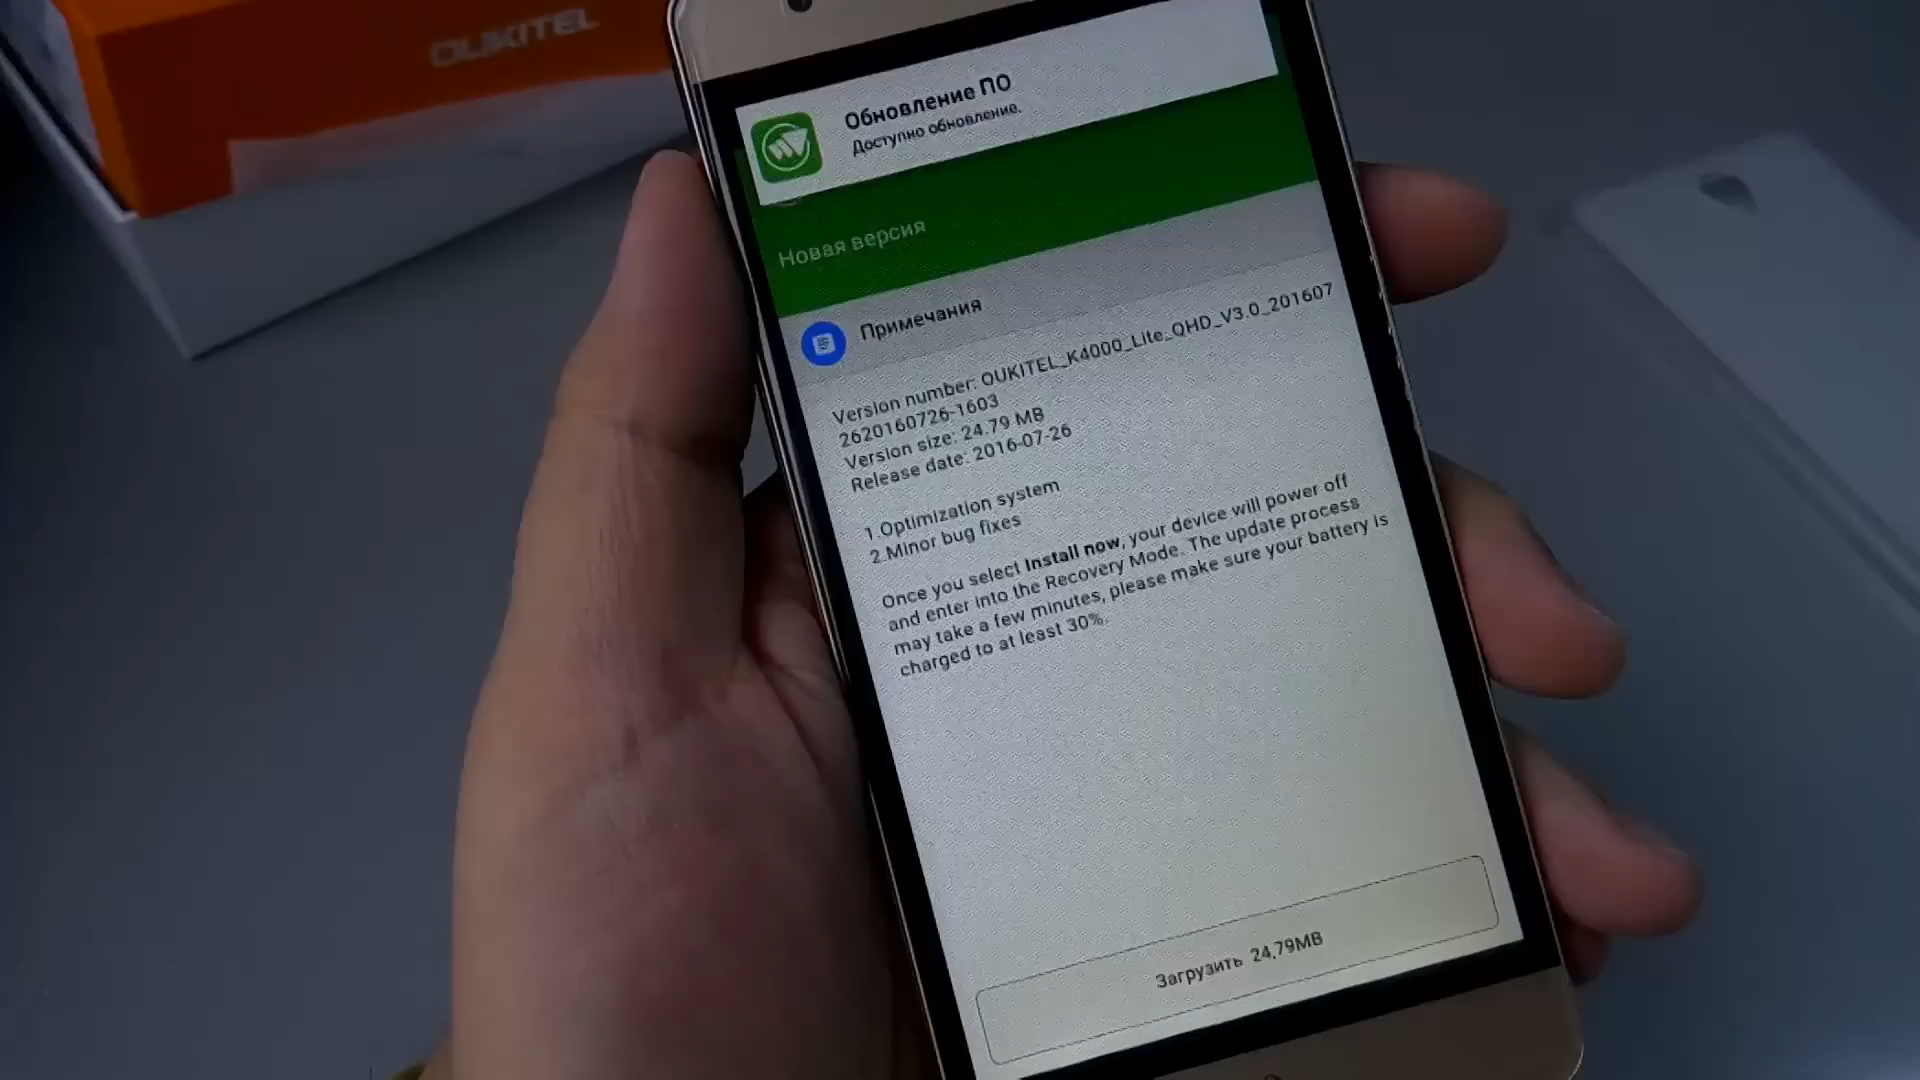 OUKITEL
Обновление ПО
Доступно обновление.
Новая версия
Примечания
Version number: OUKITEL_K4000_Lite_QHD_V3.0_201607
2620160726-1603
Version size: 24.79 MB
Release date: 2016-07-26
1.Optimization system
2.Minor bug fixes
Once you select Install now, your device will power off
and enter into the Recovery Mode. The update process
may take a few minutes, please make sure your battery is
charged to at least 30%.
Загрузить 24,79MB